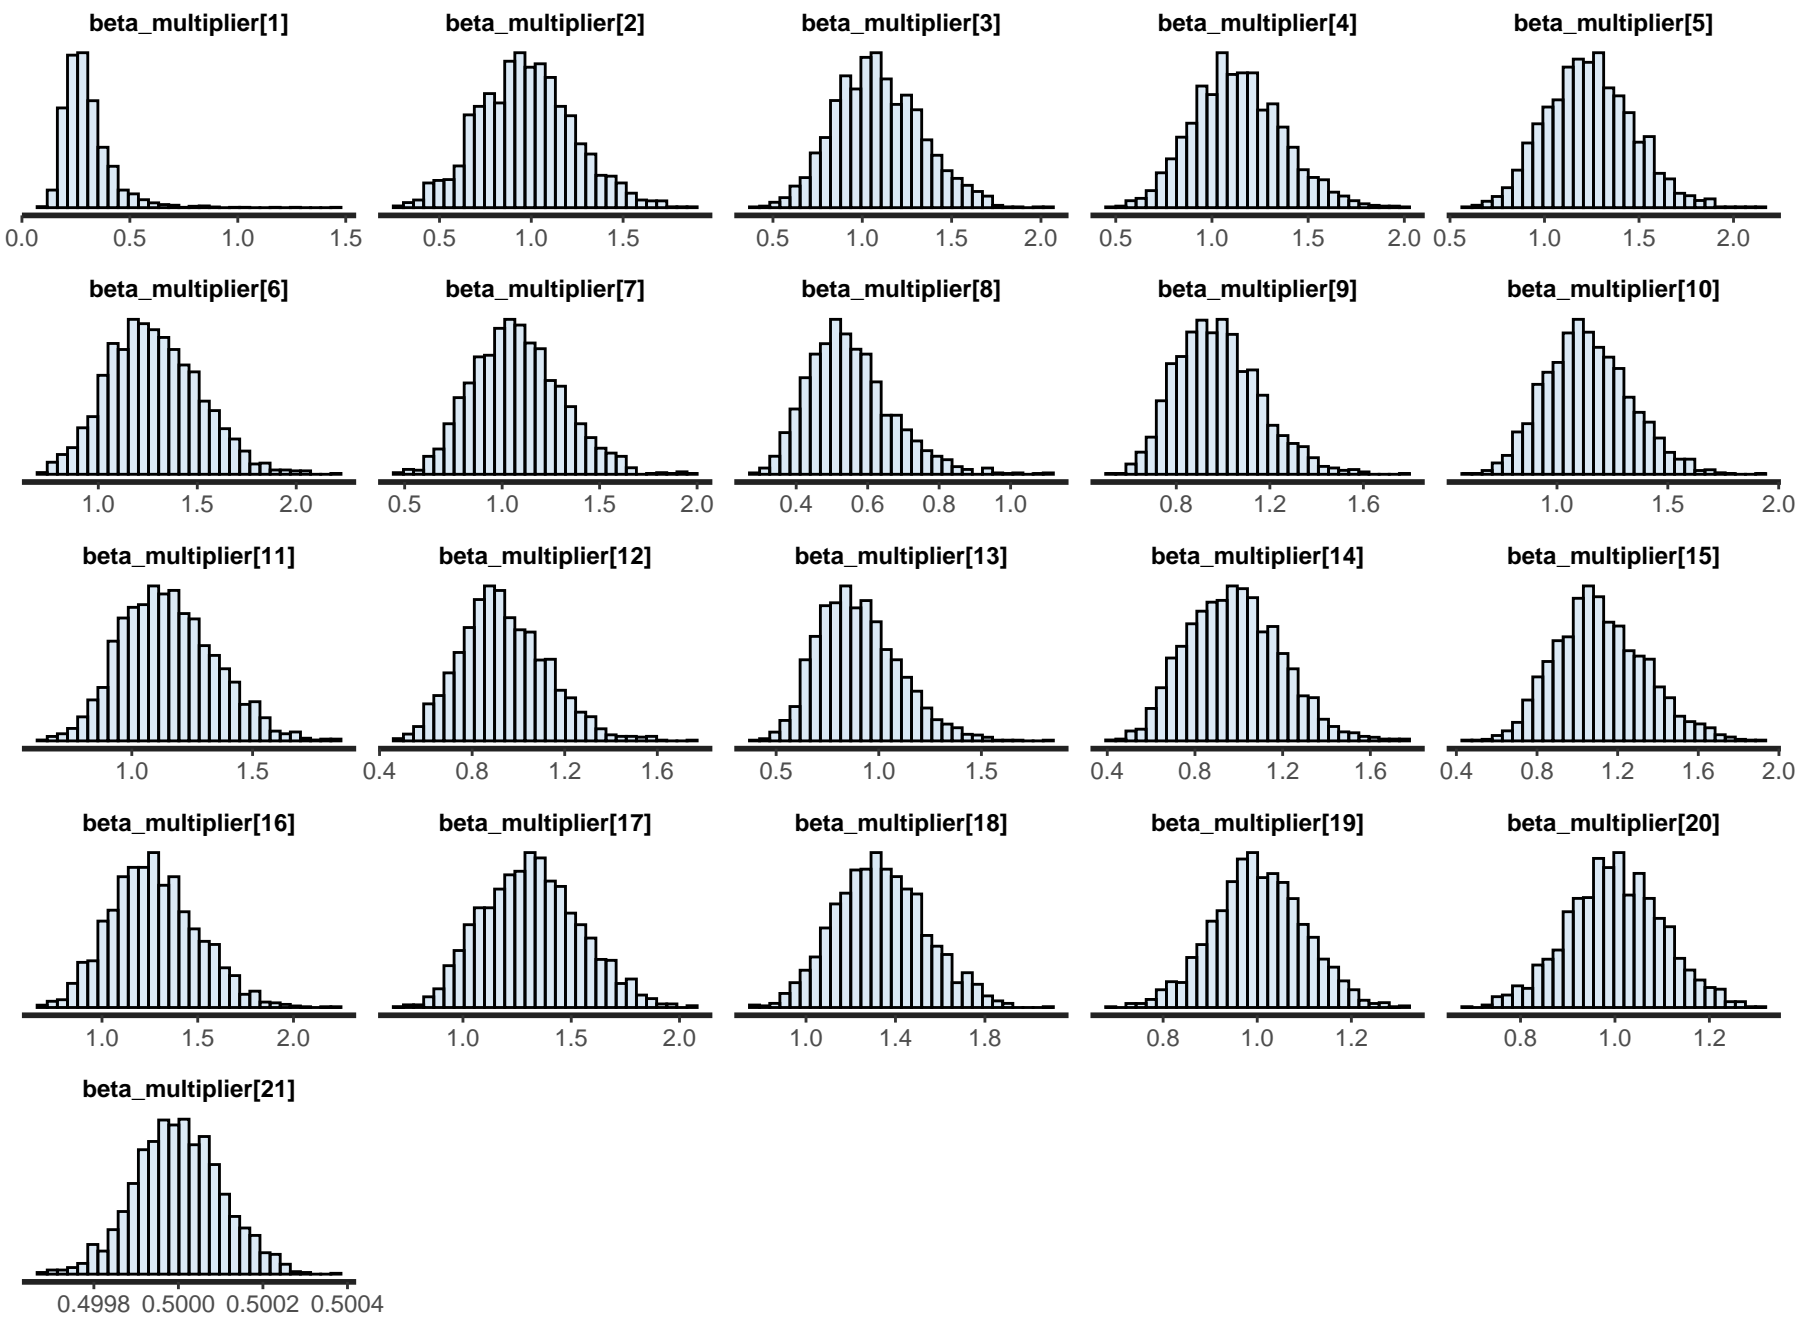 beta_multiplier[1] beta_multiplier[2] beta_multiplier[3] beta_multiplier[4] beta_multiplier[5]
0.0 0.5 1.0 1.5 0.5 1.0 1.5 0.5 1.0 1.5 2.0 0.5 1.0 1.5 2.0 0.5 1.0 1.5 2.0
beta_multiplier[6] beta_multiplier[7] beta_multiplier[8] beta_multiplier[9] beta_multiplier[10]
1.0 1.5 2.0 0.5 1.0 1.5 2.0 0.4 0.6 0.8 1.0 0.8 1.2 1.6 1.0 1.5 2.0
beta_multiplier[11] beta_multiplier[12] beta_multiplier[13] beta_multiplier[14] beta_multiplier[15]
1.0 1.5 0.4 0.8 1.2 1.6 0.5 1.0 1.5 0.4 0.8 1.2 1.6 0.4 0.8 1.2 1.6 2.0
beta_multiplier[16] beta_multiplier[17] beta_multiplier[18] beta_multiplier[19] beta_multiplier[20]
1.0 1.5 2.0 1.0 1.5 2.0 1.0 1.4 1.8 0.8 1.0 1.2 0.8 1.0 1.2
beta_multiplier[21]
0.4998 0.5000 0.5002 0.5004